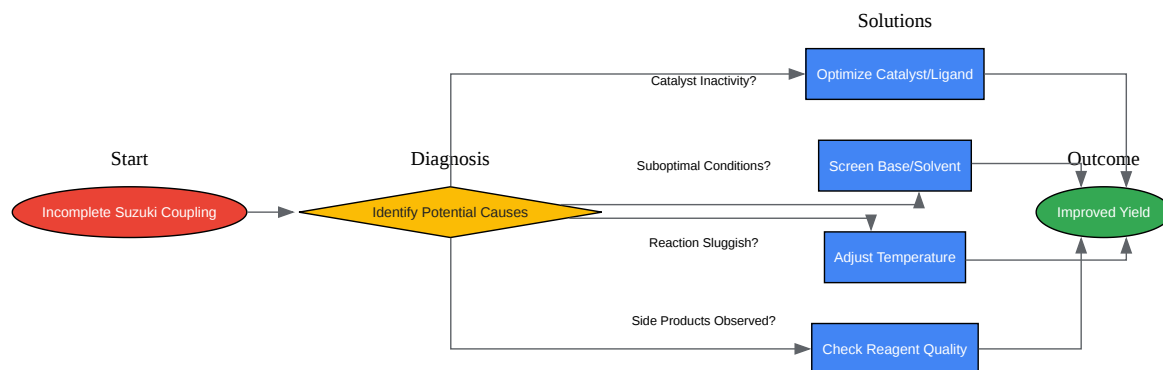 Solutions
Optimize Catalyst/Ligand
Catalyst Inactivity?
Start
Diagnosis
Suboptimal Conditions?
Screen Base/Solvent
Outcome
Incomplete Suzuki Coupling
Identify Potential Causes
Improved Yield
Reaction Sluggish?
Adjust Temperature
Side Products Observed?
Check Reagent Quality